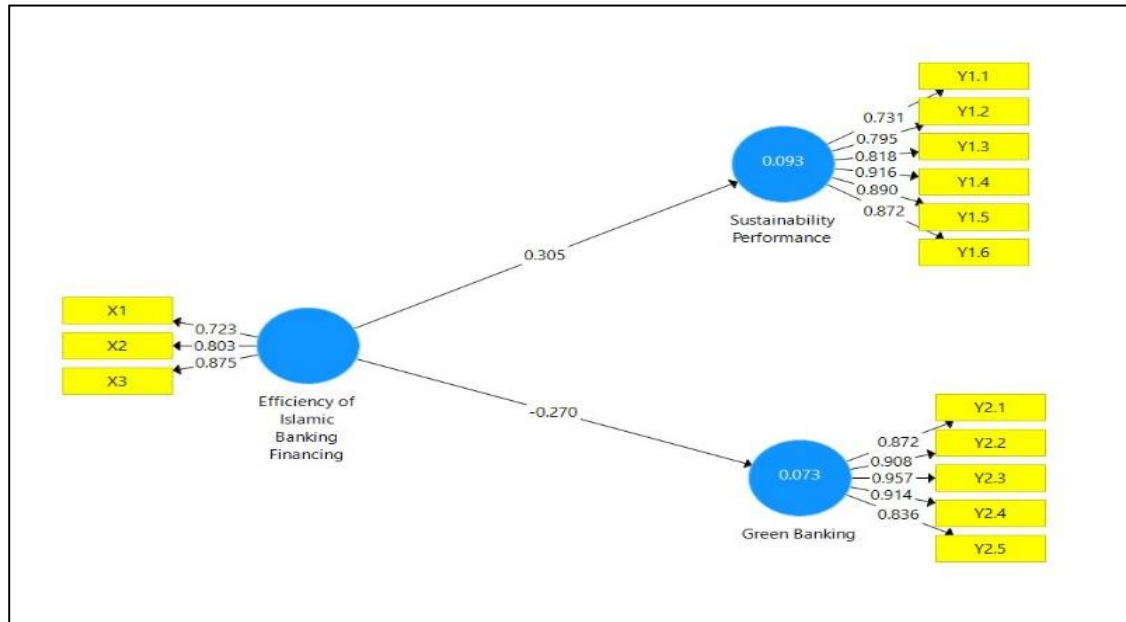 Y1.1
0.731
Y1.2
0.795
Y1.3
0.818
0.093
0.916
Y1.4
0.890
Y1.5
0.872
Y1.6
Sustainability
Performance
0.305
X1
0.723
X2
0.803
X3
0.875
Efficiency of
Islamic
Banking
Financing
-0.270
Y2.1
0.872
Y2.2
0.908
0.073
0.957
Y2.3
0.914
Y2.4
0.836
Y2.5
Green Banking